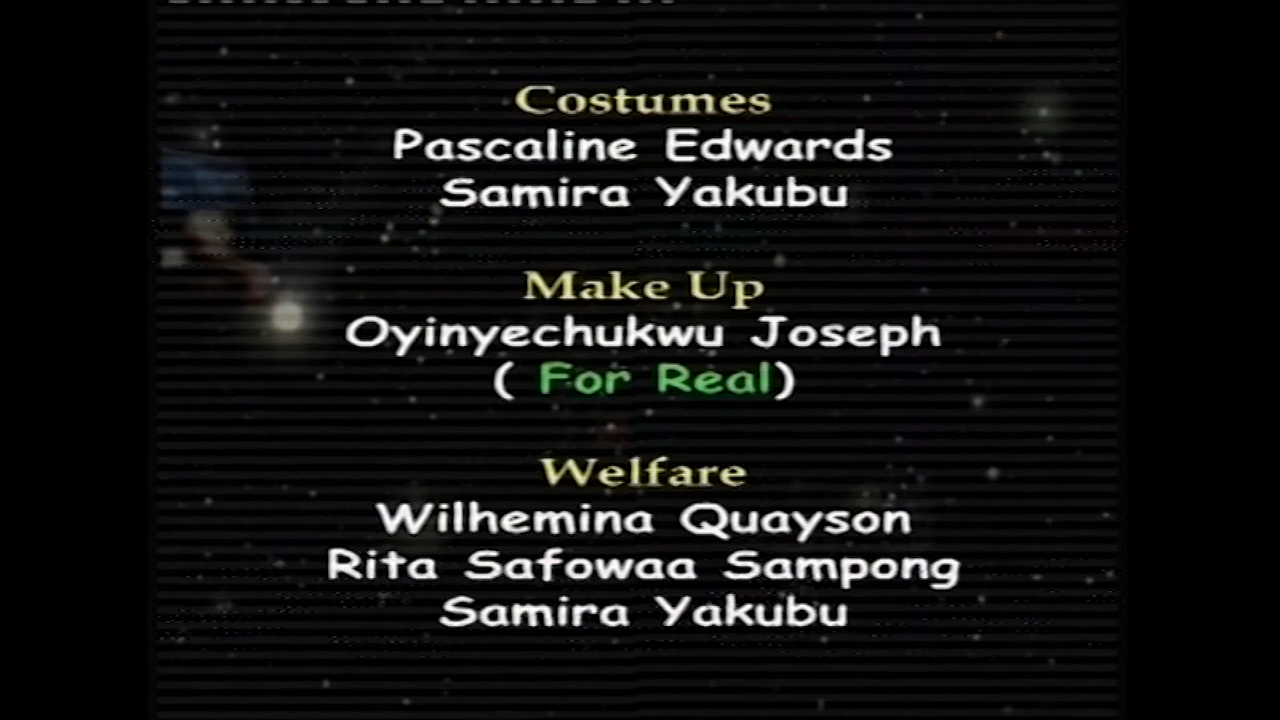 Costumes
Pascaline Edwards
Samira Yakubu
Make Up
Oyinyechukwu Joseph
( For Real)
Welfare
Wilhemina Quayson
Rita Safowaa Sampong
Samira Yakubu